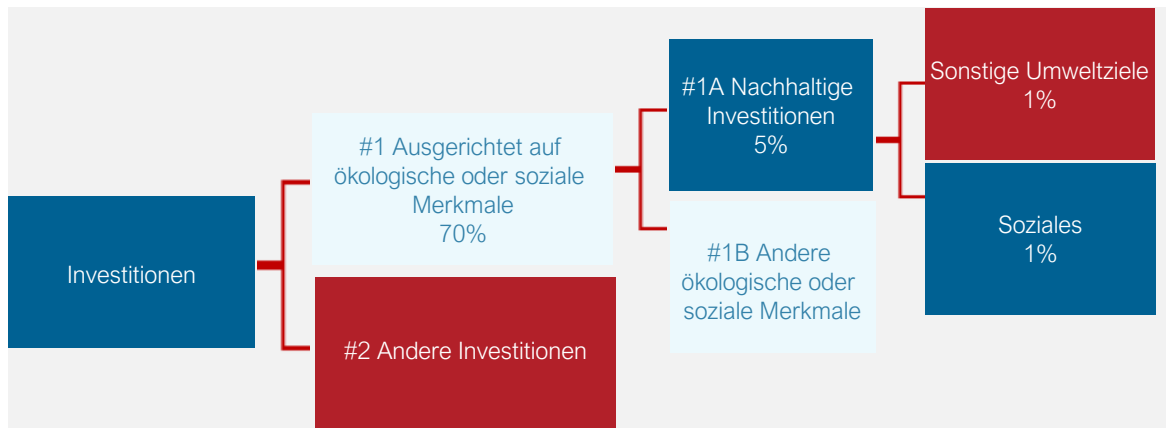 Investitionen
#1 Ausgerichtet auf
ökologische oder soziale
Merkmale
70%
#2 Andere Investitionen
#1A Nachhaltige
Investitionen
5%
#1B Andere
ökologische oder
soziale Merkmale
Sonstige Umweltziele
1%
Soziales
1%